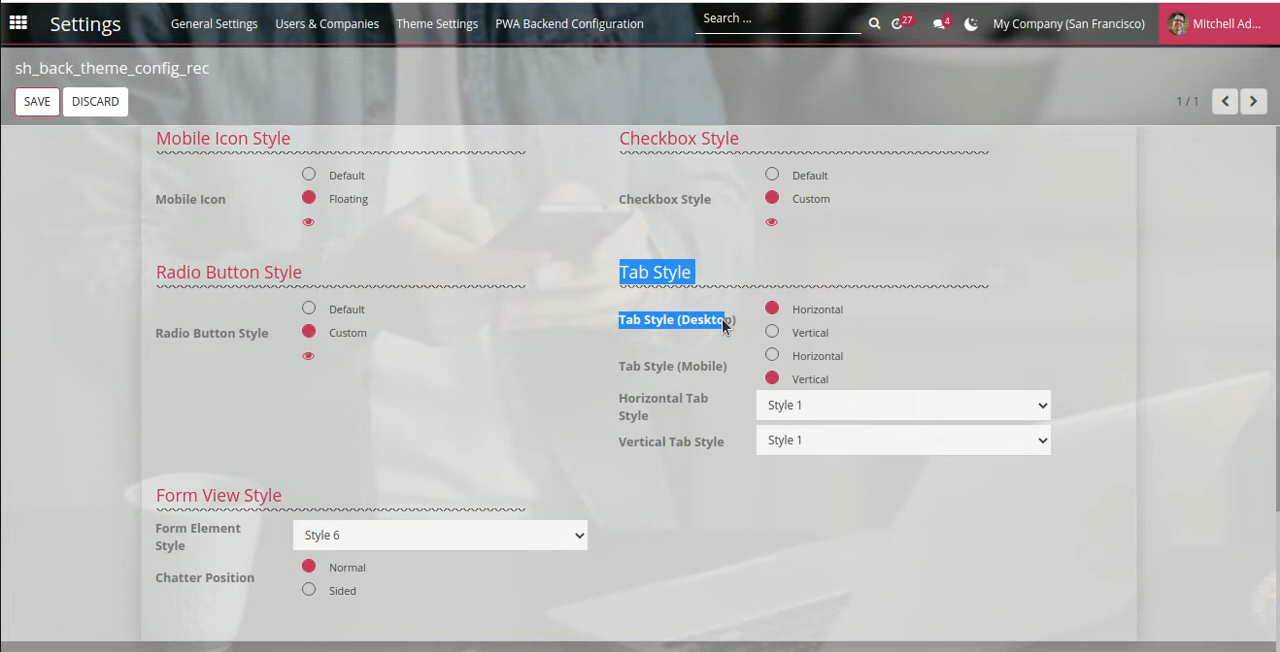 Settings
General Settings
Users & Companies
Theme Settings
PWA Backend Configuration
Search ...
27
4
My Company (San Francisco)
Mitchell Ad...
sh_back_theme_config_rec
SAVE
DISCARD
1 / 1
Mobile Icon Style
Mobile Icon
Default
Floating
Checkbox Style
Checkbox Style
Default
Custom
Radio Button Style
Radio Button Style
Default
Custom
Tab Style
Tab Style (Desktop)
Horizontal
Vertical
Tab Style (Mobile)
Horizontal
Vertical
Horizontal Tab
Style
Style 1
Vertical Tab Style
Style 1
Form View Style
Form Element
Style
Style 6
Chatter Position
Normal
Sided